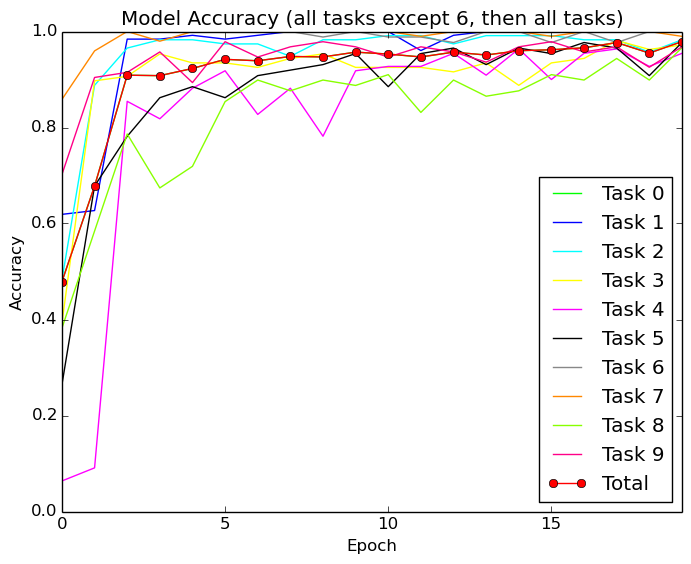 Model Accuracy (all tasks except 6, then all tasks)
1.0
0.8
0.6
0.4
0.2
0.0
Accuracy
0
5
10
15
Epoch
Task 0
Task 1
Task 2
Task 3
Task 4
Task 5
Task 6
Task 7
Task 8
Task 9
Total